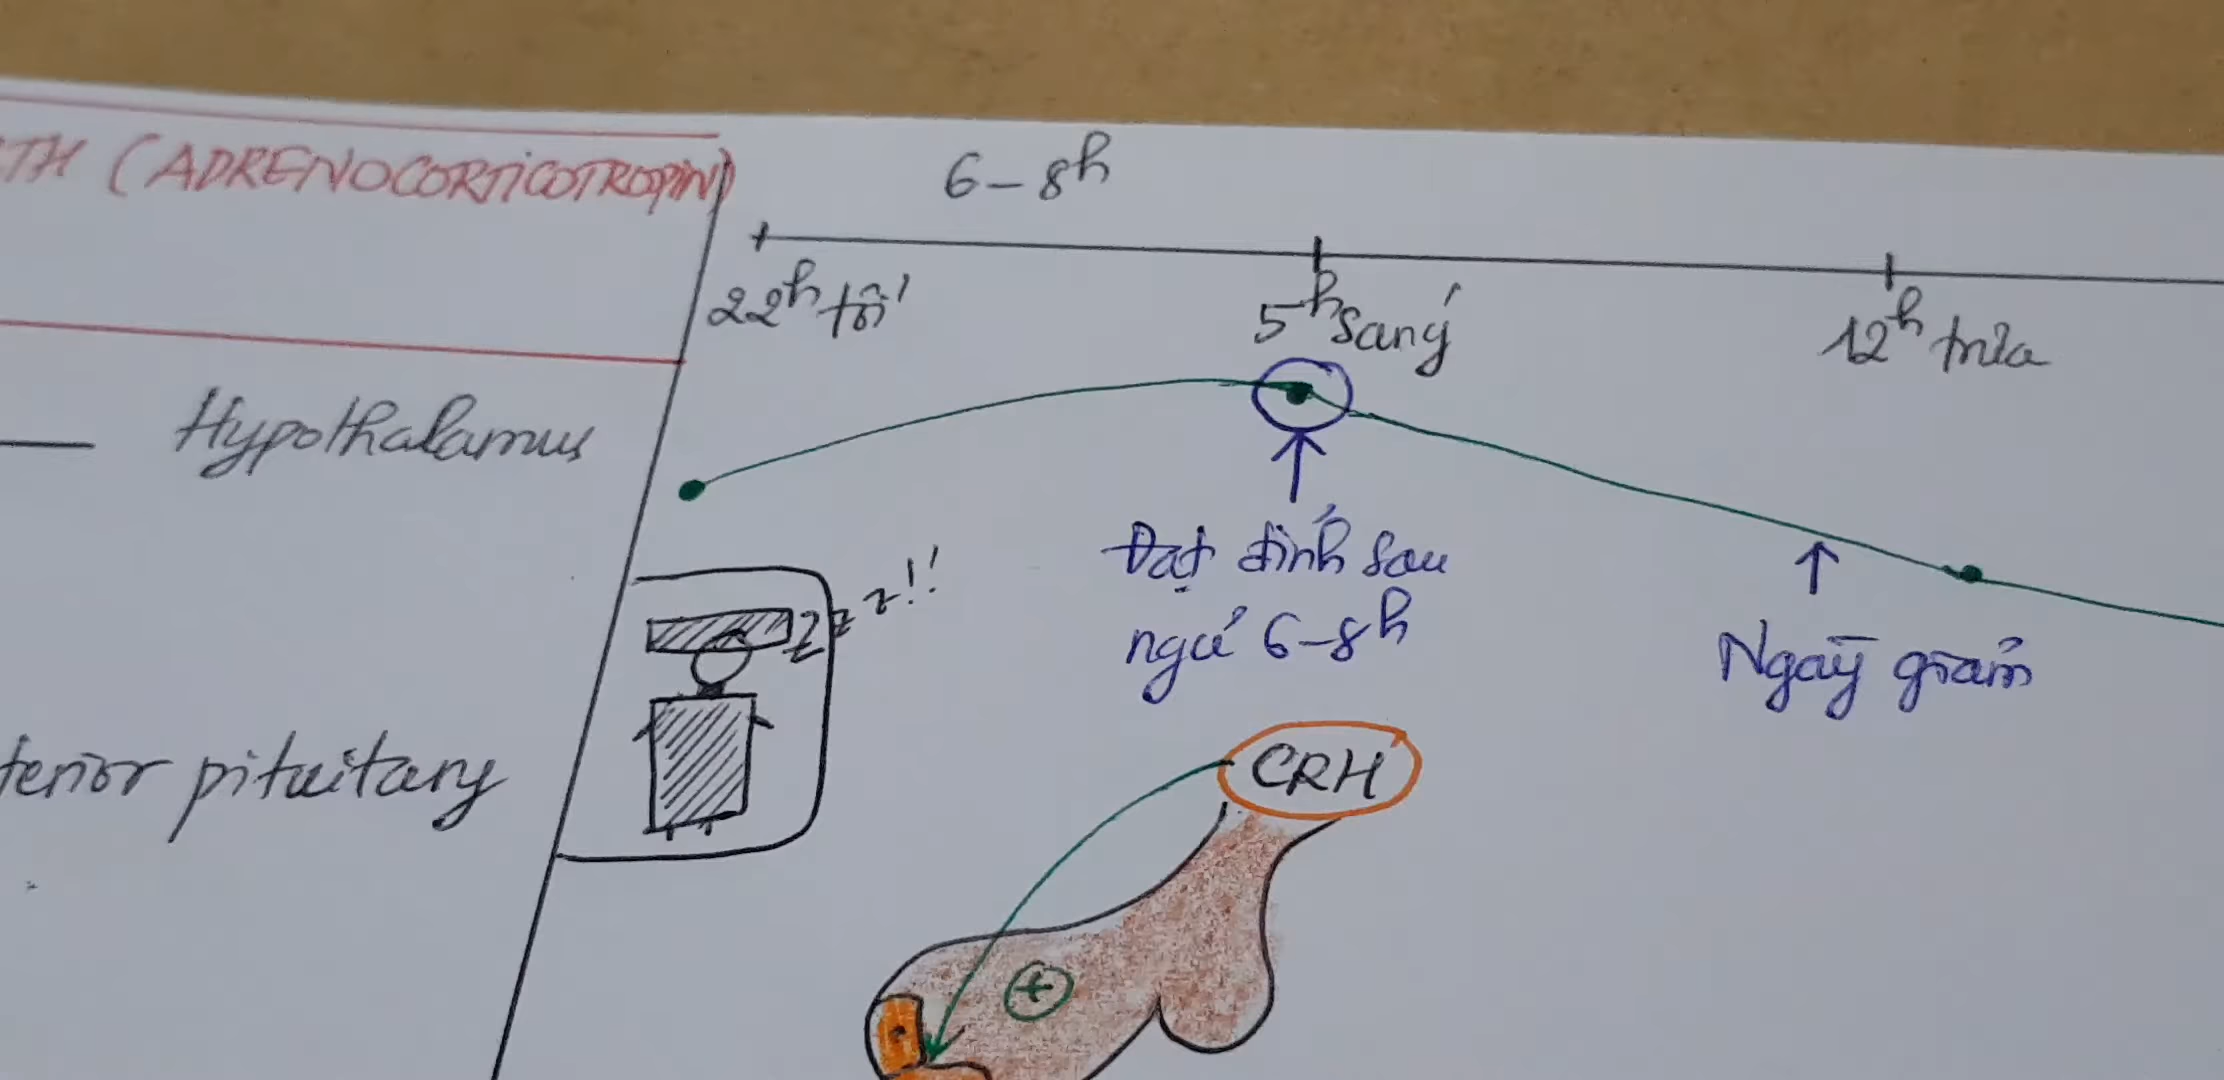 TH (ADRENOCORTICOTROPIN)
6-8h
22h tối
5h sáng
12h trưa
Hypothalamus
Đạt đỉnh sau
ngủ 6-8h
Ngày giảm
zzz!!
CRH
terior pituitary
+